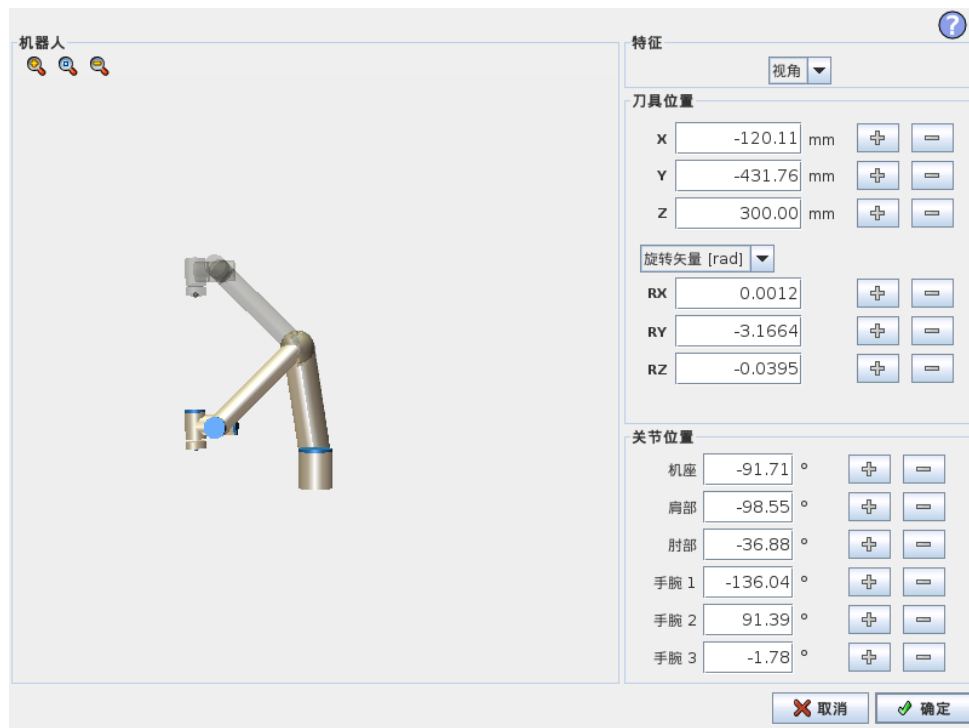 机器人
?
特征
视角
刀具位置
X -120.11 mm
Y -431.76 mm
Z 300.00 mm
旋转矢量 [rad]
RX 0.0012
RY -3.1664
RZ -0.0395
关节位置
机座 -91.71 °
肩部 -98.55 °
肘部 -36.88 °
手腕 1 -136.04 °
手腕 2 91.39 °
手腕 3 -1.78 °
取消 确定